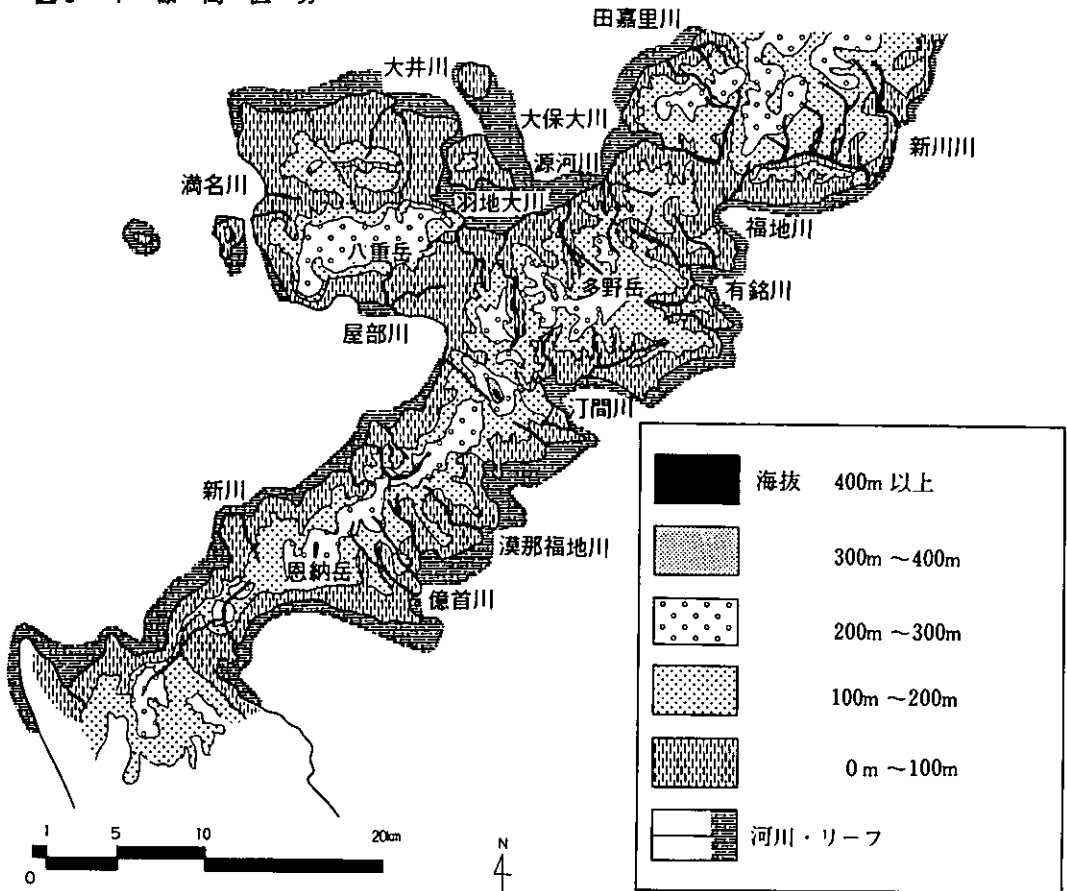 田嘉里川
大井川
大保大川
新川川
源河川
満名川
羽地大川
福地川
八重岳
有銘川
多野岳
屋部川
汀間川
新川
漠那福地川
恩納岳
億首川
海抜 400m 以上
300m ～400m
200m ～300m
100m ～200m
0m ～100m
河川・リーフ
1 5 10 20km
0
N